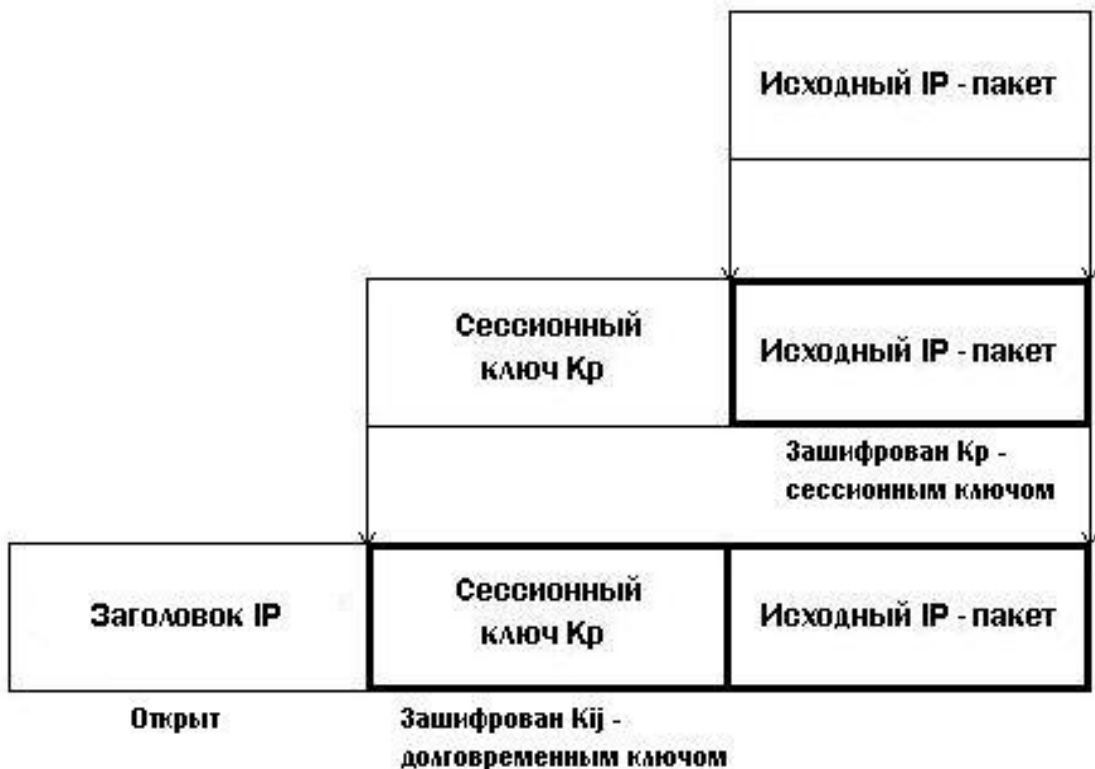 Исходный IP - пакет
Сессионный
ключ Kp
Исходный IP - пакет
Зашифрован Kp -
сессионным ключом
Заголовок IP
Сессионный
ключ Kp
Исходный IP - пакет
Открыт
Зашифрован Kij -
долговременным ключом